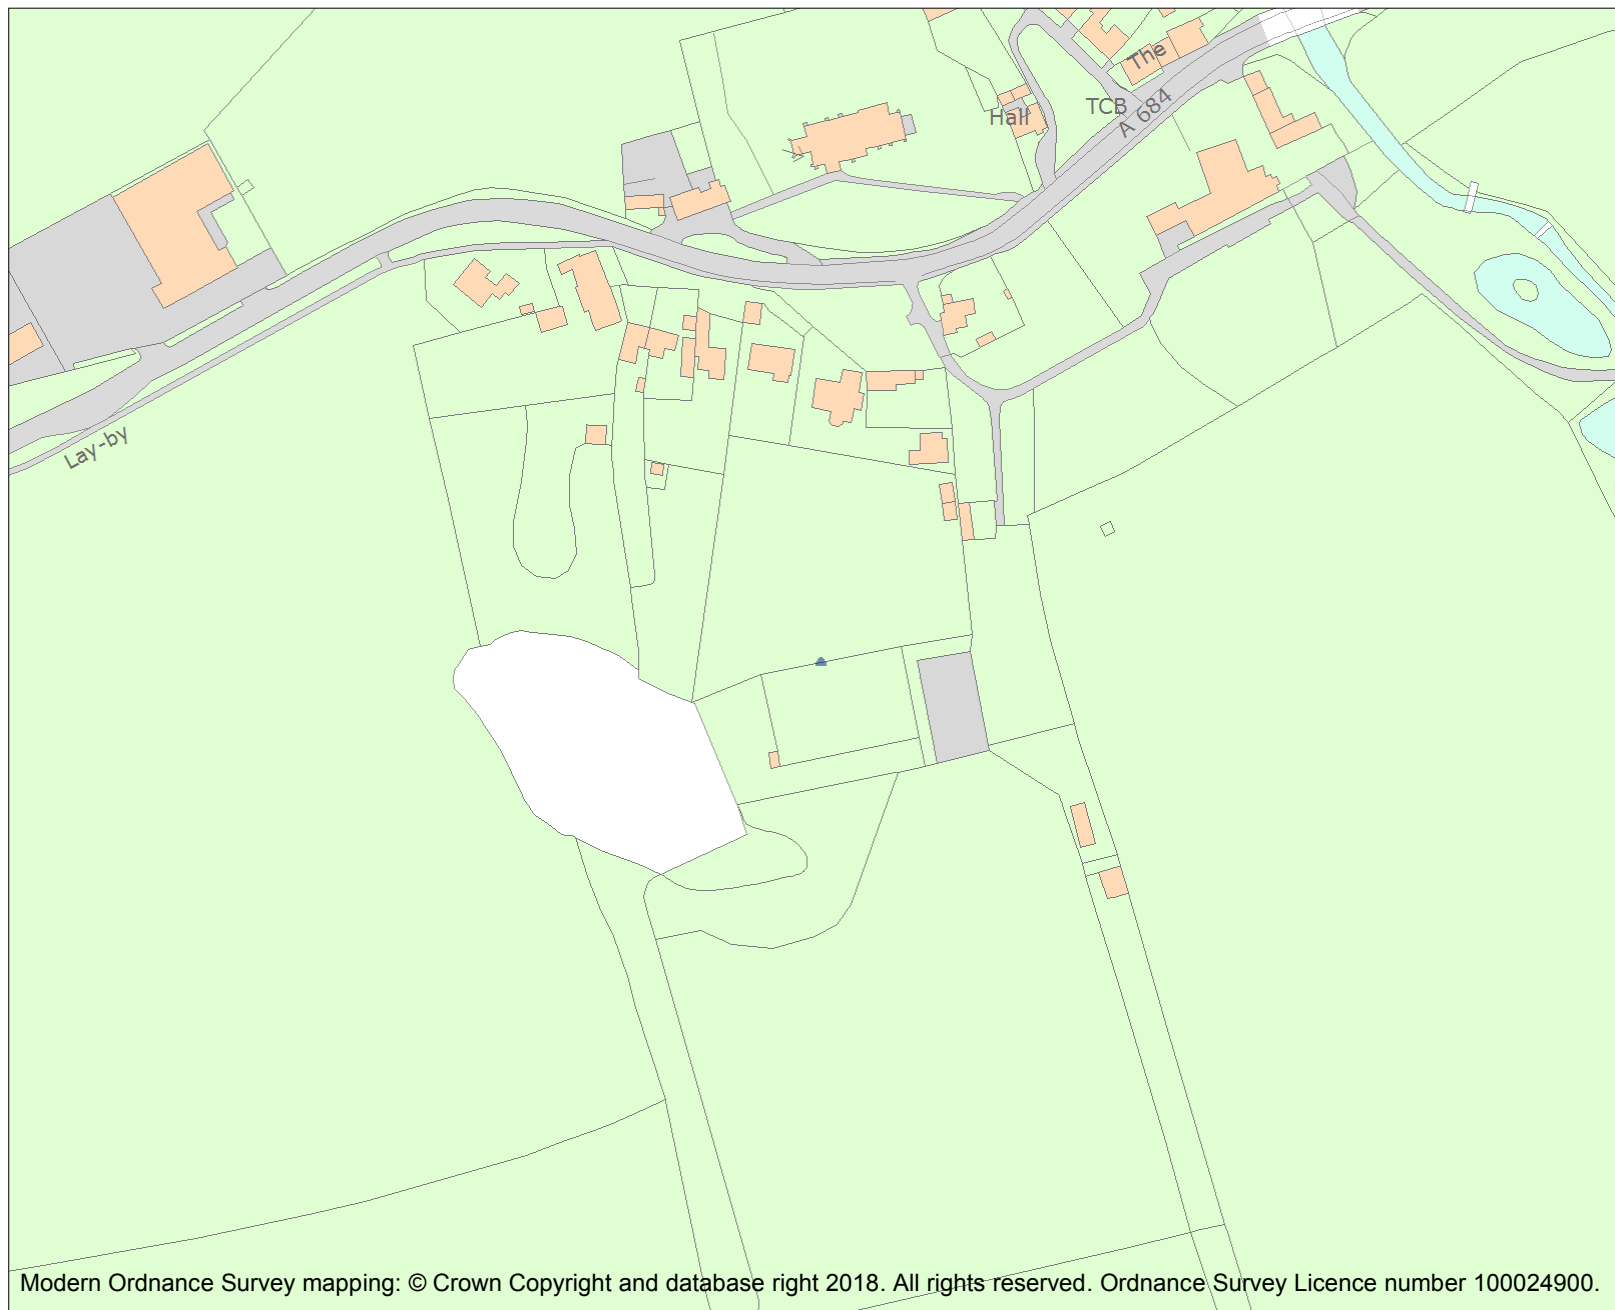 The
TCB
A 684
Hall
Lay-by
Modern Ordnance Survey mapping: © Crown Copyright and database right 2018. All rights reserved. Ordnance Survey Licence number 100024900.